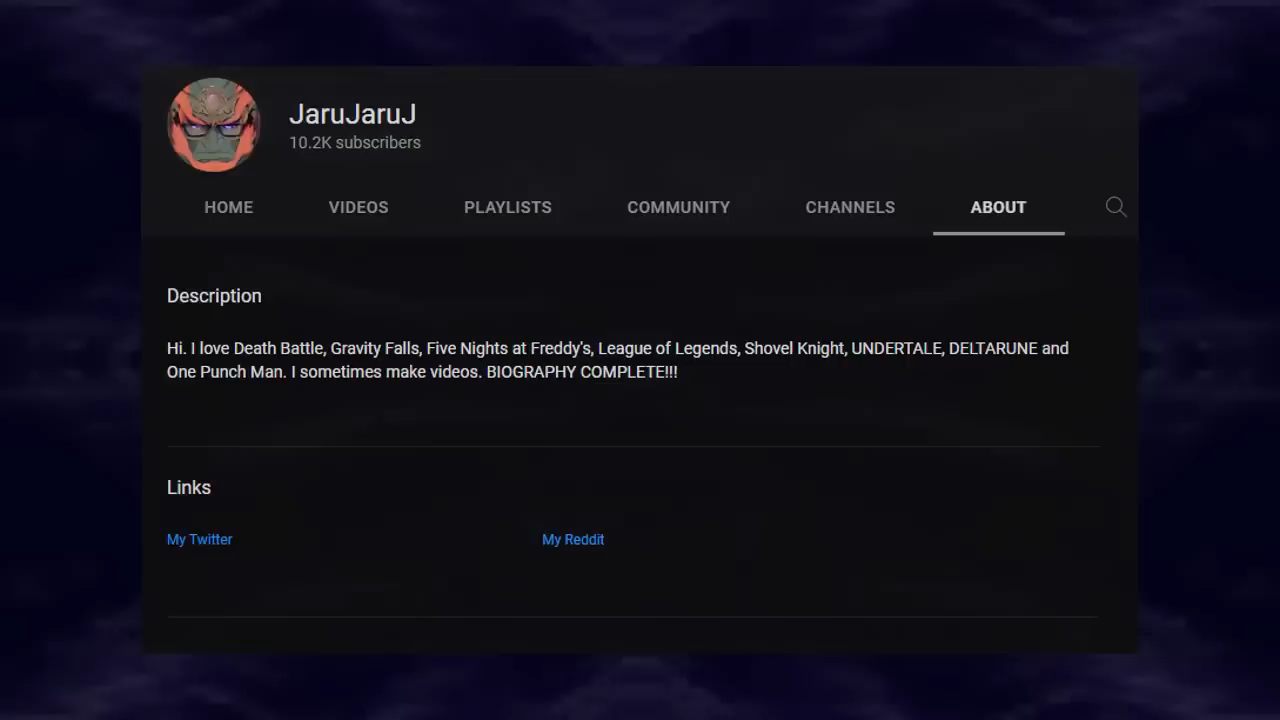 JaruJaruJ
10.2K subscribers
HOME VIDEOS PLAYLISTS COMMUNITY CHANNELS ABOUT
Description
Hi. I love Death Battle, Gravity Falls, Five Nights at Freddy's, League of Legends, Shovel Knight, UNDERTALE, DELTARUNE and
One Punch Man. I sometimes make videos. BIOGRAPHY COMPLETE!!!
Links
My Twitter My Reddit